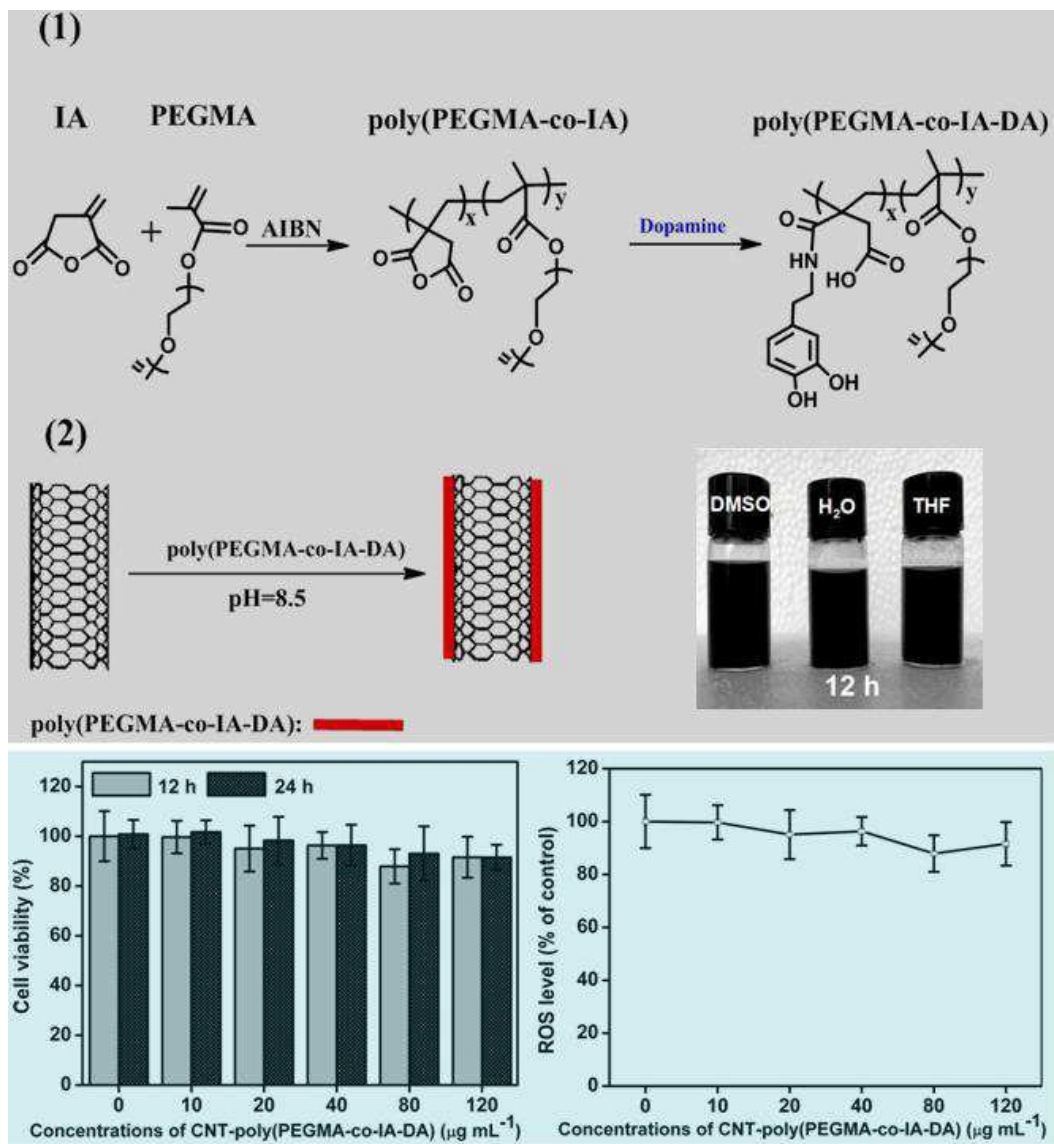 (1)
IA
PEGMA
poly(PEGMA-co-IA)
poly(PEGMA-co-IA-DA)
O
O
O
+
O
O
O
n
AIBN
x
y
O
O
O
O
O
O
n
Dopamine
x
y
O
HN
HO
O
O
O
O
n
OH
OH
(2)
poly(PEGMA-co-IA-DA)
pH=8.5
DMSO
H₂O
THF
12 h
poly(PEGMA-co-IA-DA):
Cell viability (%)
120
100
80
60
40
20
0
12 h
24 h
0 10 20 40 80 120
Concentrations of CNT-poly(PEGMA-co-IA-DA) (μg mL⁻¹)
ROS level (% of control)
120
100
80
60
40
20
0
0 10 20 40 80 120
Concentrations of CNT-poly(PEGMA-co-IA-DA) (μg mL⁻¹)